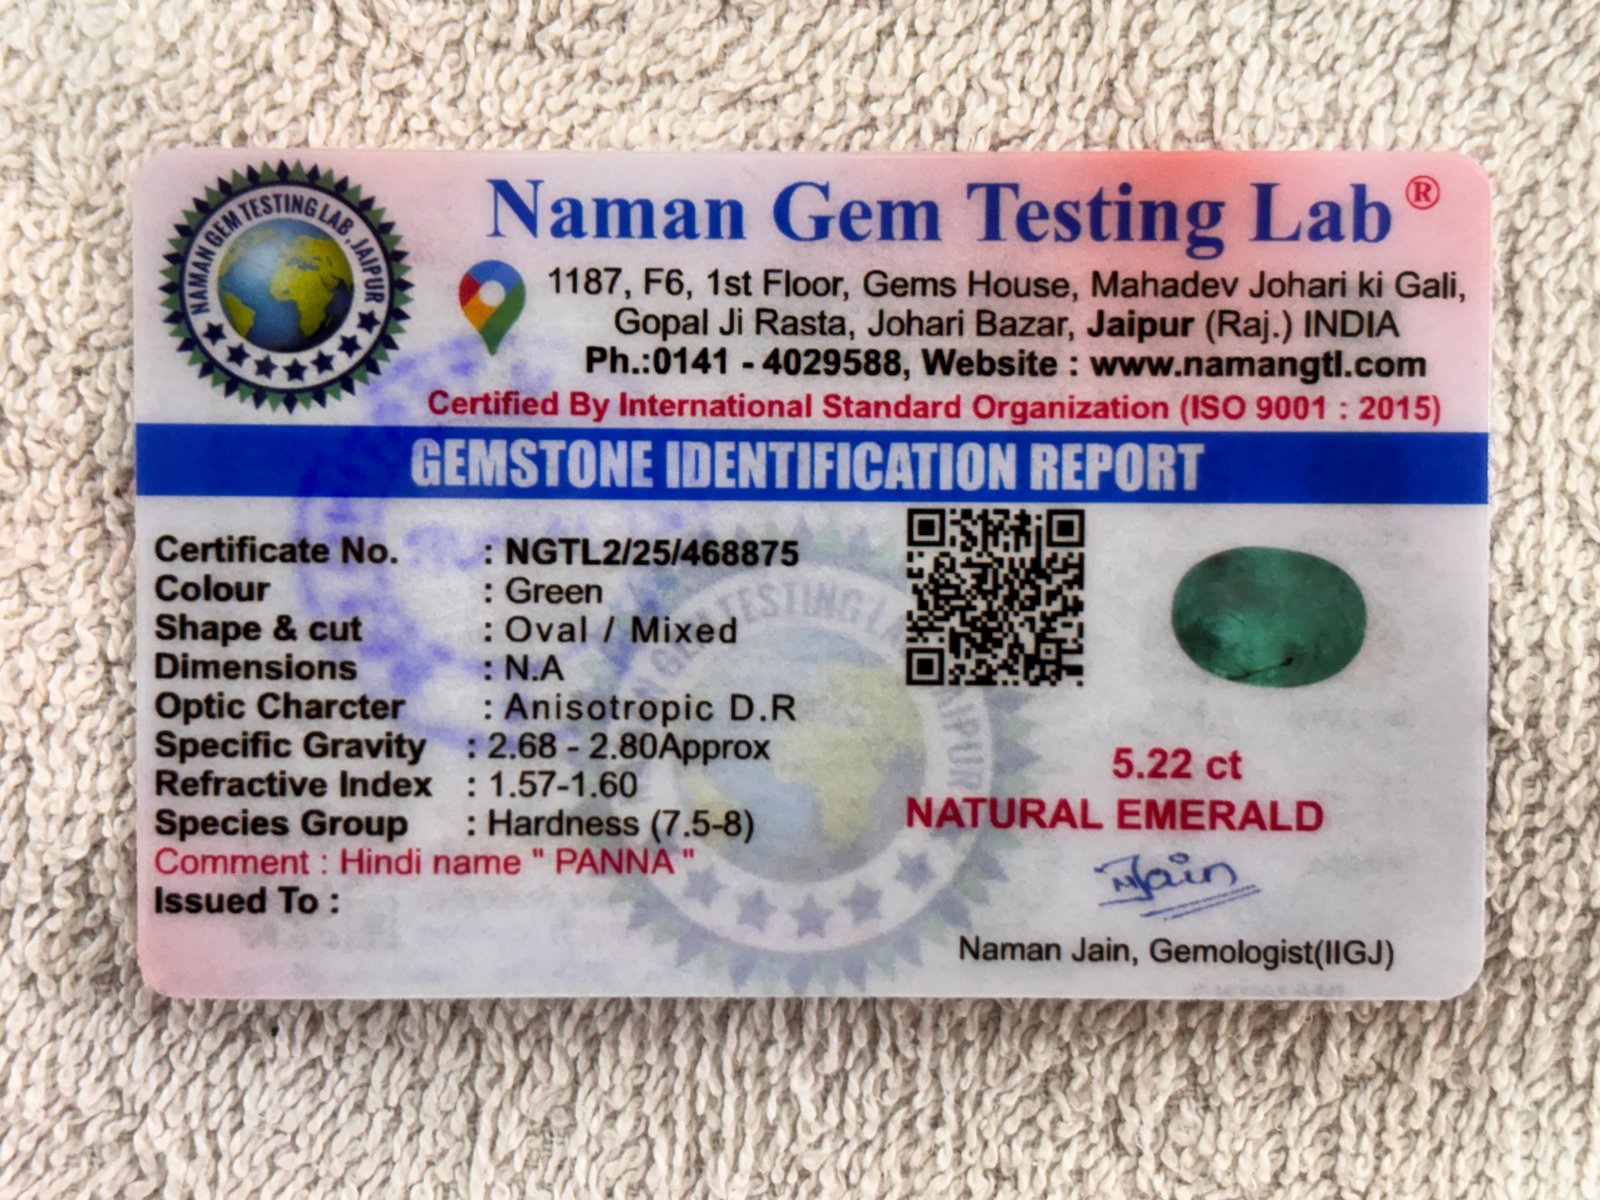 NAMAN GEM TESTING LAB, JAIPUR
Naman Gem Testing Lab®
1187, F6, 1st Floor, Gems House, Mahadev Johari ki Gali,
Gopal Ji Rasta, Johari Bazar, Jaipur (Raj.) INDIA
Ph.:0141 - 4029588, Website : www.namangtl.com
Certified By International Standard Organization (ISO 9001 : 2015)
GEMSTONE IDENTIFICATION REPORT
Certificate No. : NGTL2/25/468875
Colour : Green
Shape & cut : Oval / Mixed
Dimensions : N.A
Optic Charcter : Anisotropic D.R
Specific Gravity : 2.68 - 2.80Approx
Refractive Index : 1.57-1.60
Species Group : Hardness (7.5-8)
Comment : Hindi name " PANNA "
Issued To :
5.22 ct
NATURAL EMERALD
NJain
Naman Jain, Gemologist(IIGJ)